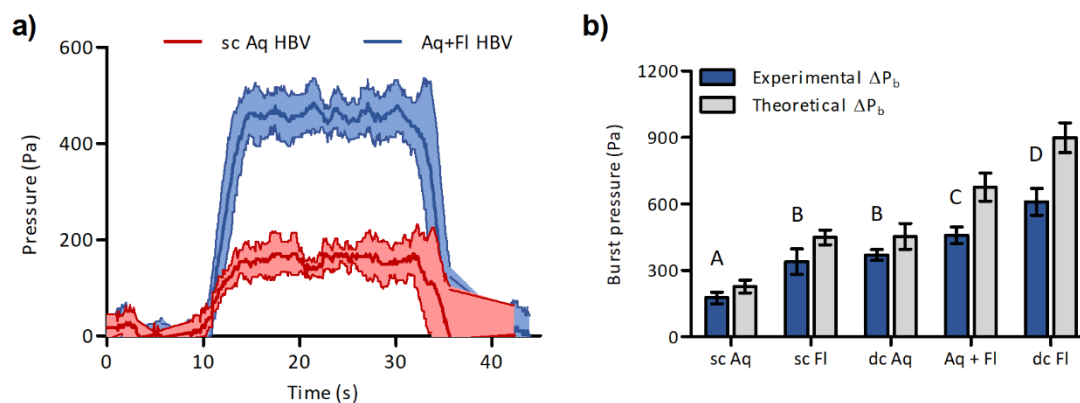 a)
sc Aq HBV
Aq+Fl HBV
600
400
200
0
Pressure (Pa)
0 10 20 30 40
Time (s)
b)
Experimental ΔP_b
Theoretical ΔP_b
1200
900
600
300
0
Burst pressure (Pa)
A
B
B
C
D
sc Aq
sc Fl
dc Aq
Aq + Fl
dc Fl